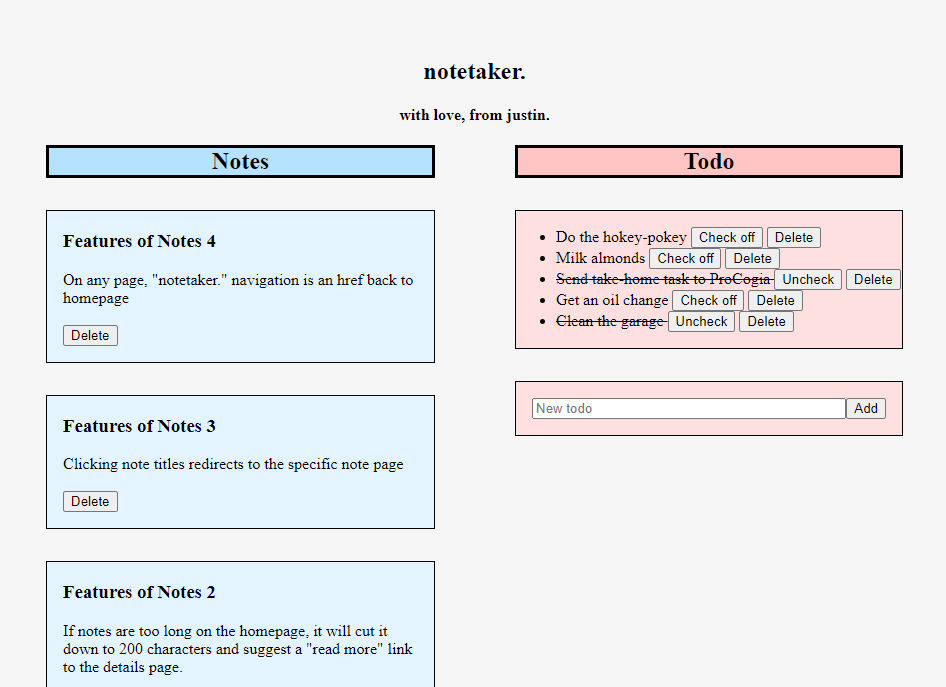 notetaker.
with love, from justin.
Notes
Features of Notes 4
On any page, "notetaker." navigation is an href back to
homepage
Delete
Features of Notes 3
Clicking note titles redirects to the specific note page
Delete
Features of Notes 2
If notes are too long on the homepage, it will cut it
down to 200 characters and suggest a "read more" link
to the details page.
Todo
Do the hokey-pokey Check off Delete
Milk almonds Check off Delete
Send take-home task to ProCogia Uncheck Delete
Get an oil change Check off Delete
Clean the garage Uncheck Delete
New todo Add